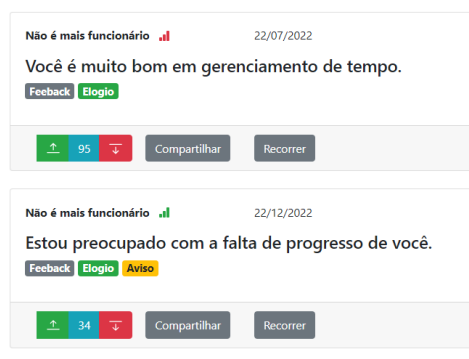 Não é mais funcionário 22/07/2022
Você é muito bom em gerenciamento de tempo.
Feeback Elogio
95 Compartilhar Recorrer
Não é mais funcionário 22/12/2022
Estou preocupado com a falta de progresso de você.
Feeback Elogio Aviso
34 Compartilhar Recorrer